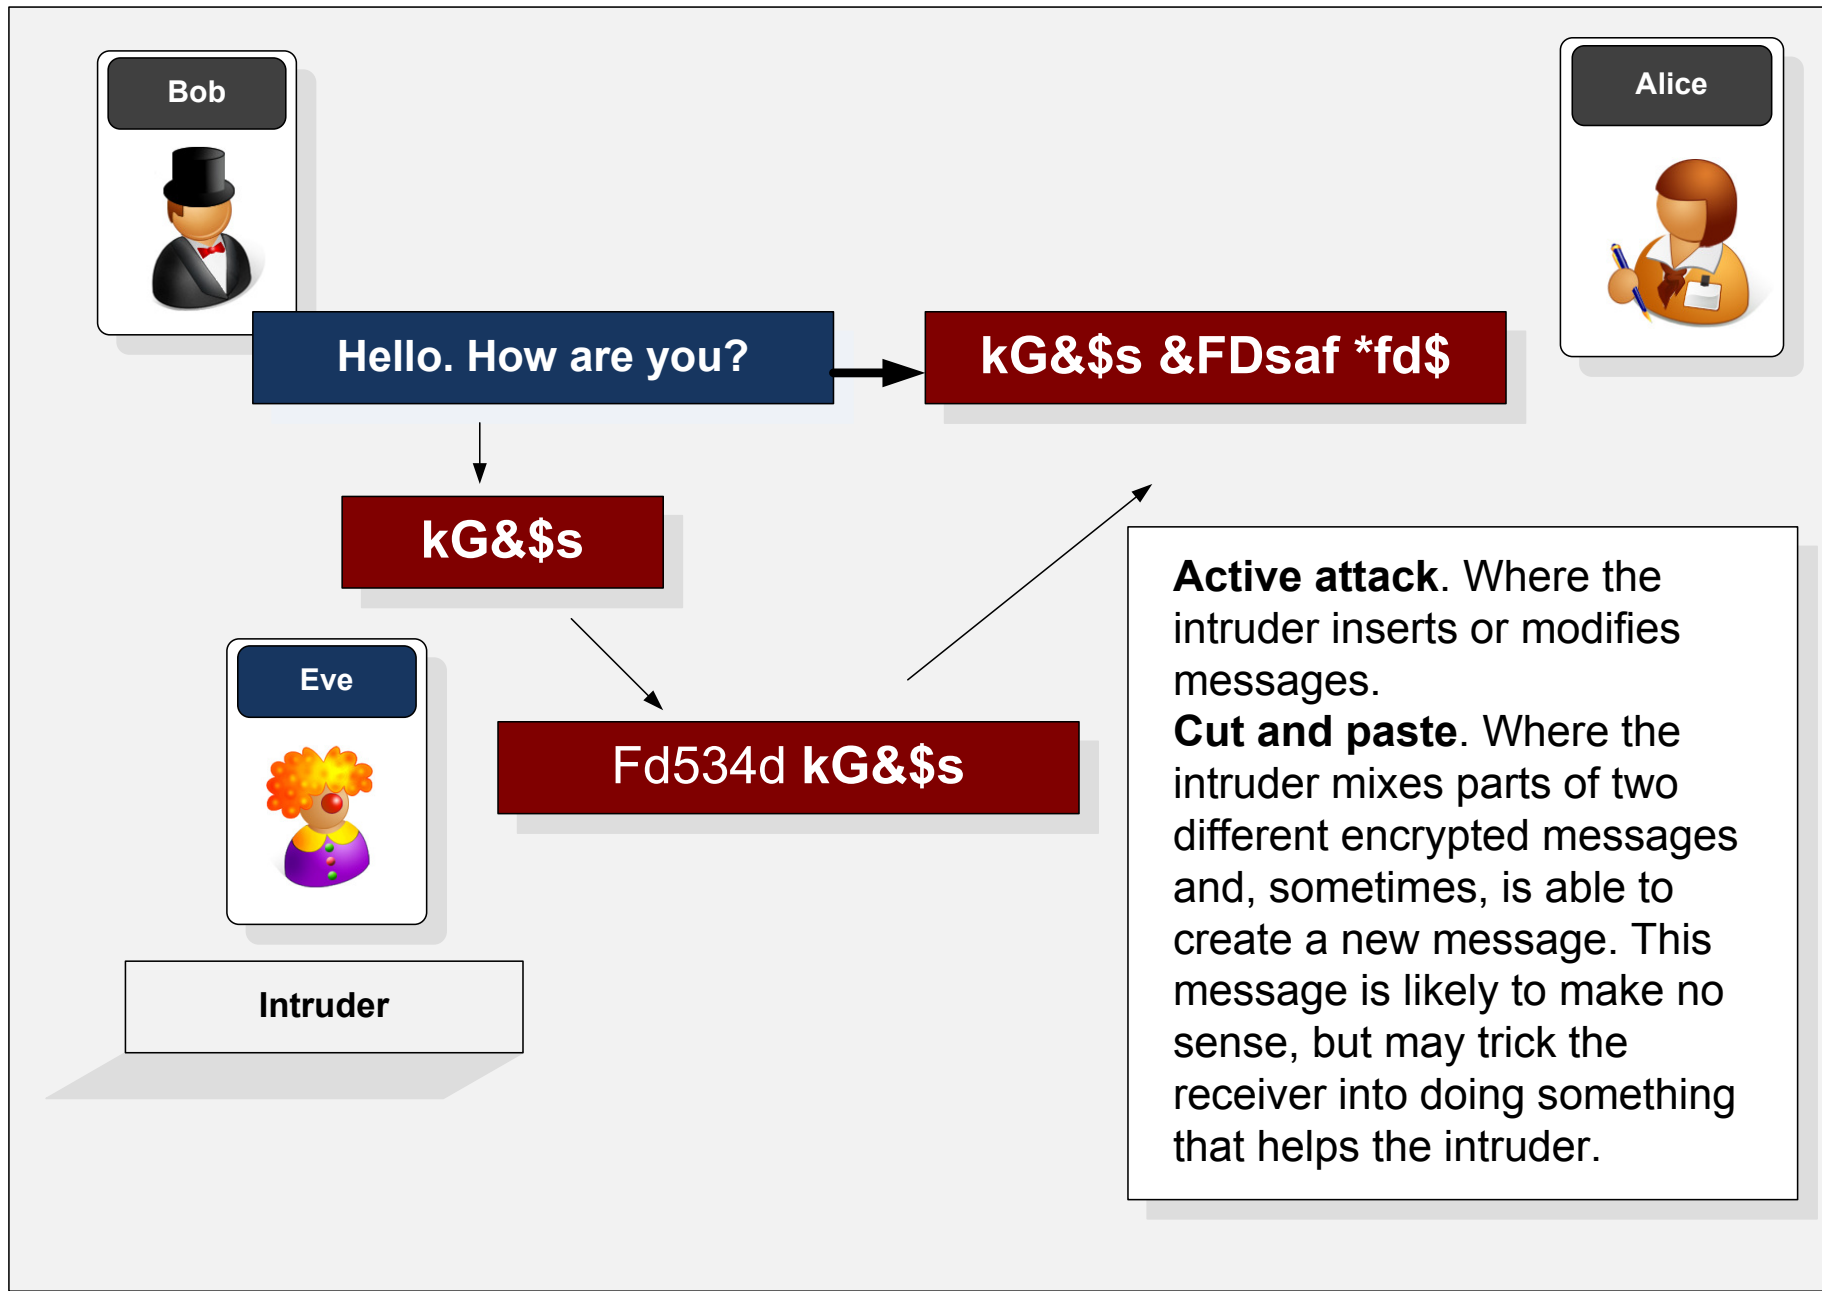 Bob
Alice
Hello. How are you?
kG&$s &FDsaf *fd$
kG&$s
Eve
Fd534d kG&$s
Intruder
Active attack. Where the
intruder inserts or modifies
messages.
Cut and paste. Where the
intruder mixes parts of two
different encrypted messages
and, sometimes, is able to
create a new message. This
message is likely to make no
sense, but may trick the
receiver into doing something
that helps the intruder.